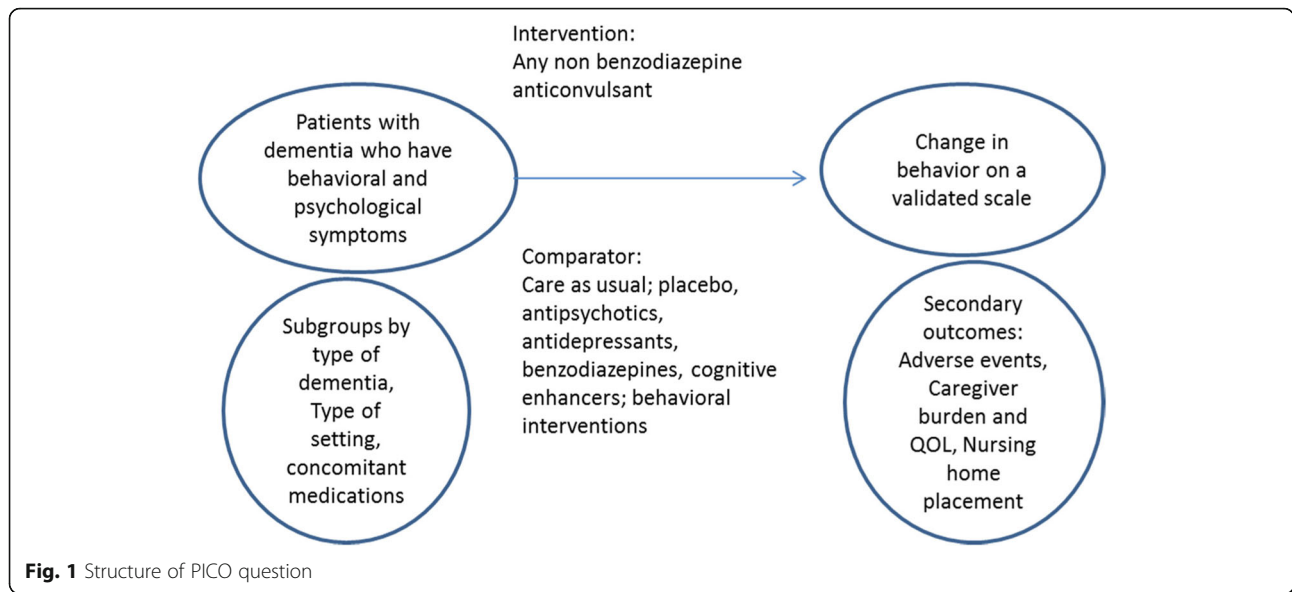 Intervention:
Any non benzodiazepine
anticonvulsant
Patients with
dementia who have
behavioral and
psychological
symptoms
Change in
behavior on a
validated scale
Comparator:
Care as usual; placebo,
antipsychotics,
antidepressants,
benzodiazepines, cognitive
enhancers; behavioral
interventions
Subgroups by
type of
dementia,
Type of
setting,
concomitant
medications
Secondary
outcomes:
Adverse events,
Caregiver
burden and
QOL, Nursing
home
placement
Fig. 1 Structure of PICO question